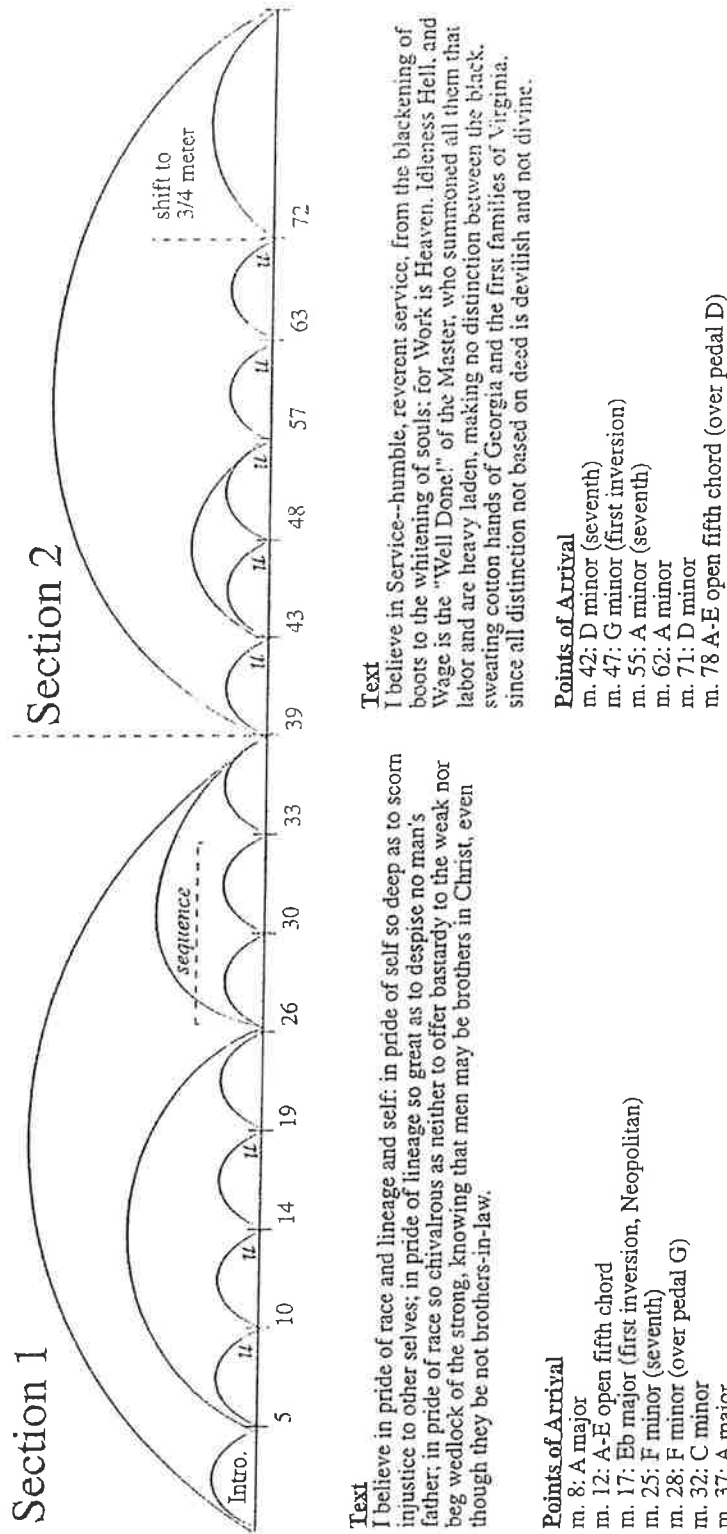 Section 1
Section 2
shift to
3/4 meter
sequence
Intro.
5
10
14
19
26
30
33
39
43
48
57
63
72
Text
I believe in pride of race and lineage and self: in pride of self so deep as to scorn
injustice to other selves; in pride of lineage so great as to despise no man's
father; in pride of race so chivalrous as neither to offer bastardy to the weak nor
beg wedlock of the strong, knowing that men may be brothers in Christ, even
though they be not brothers-in-law.
Points of Arrival
m. 8: A major
m. 12: A-E open fifth chord
m. 17: Eb major (first inversion, Neopolitan)
m. 25: F minor (seventh)
m. 28: F minor (over pedal G)
m. 32: C minor
m. 37: A major
Text
I believe in Service--humble, reverent service, from the blackening of
boots to the whitening of souls: for Work is Heaven. Idleness Hell, and
Wage is the "Well Done!" of the Master, who summoned all them that
labor and are heavy laden, making no distinction between the black.
sweating cotton hands of Georgia and the first families of Virginia.
since all distinction not based on deed is devilish and not divine.
Points of Arrival
m. 42: D minor (seventh)
m. 47: G minor (first inversion)
m. 55: A minor (seventh)
m. 62: A minor
m. 71: D minor
m. 78 A-E open fifth chord (over pedal D)